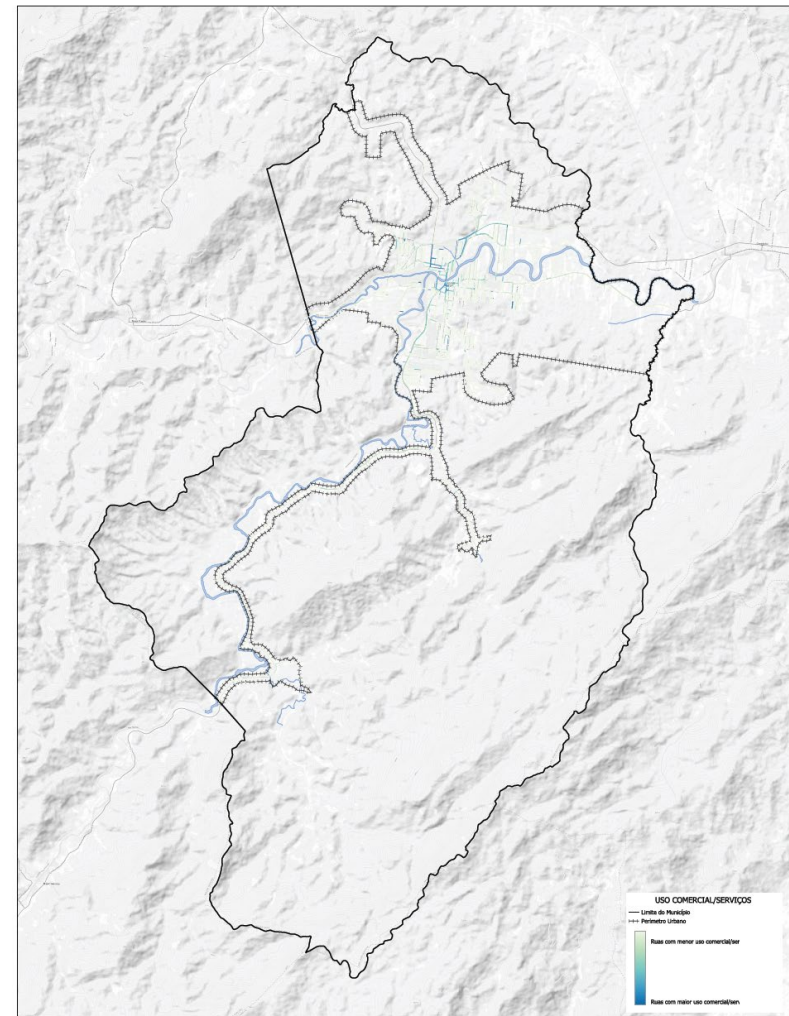 USO COMERCIAL/SERVIÇOS
Limite do Município
Perímetro Urbano
Ruas com menor uso comercial/ser
Ruas com maior uso comercial/serv